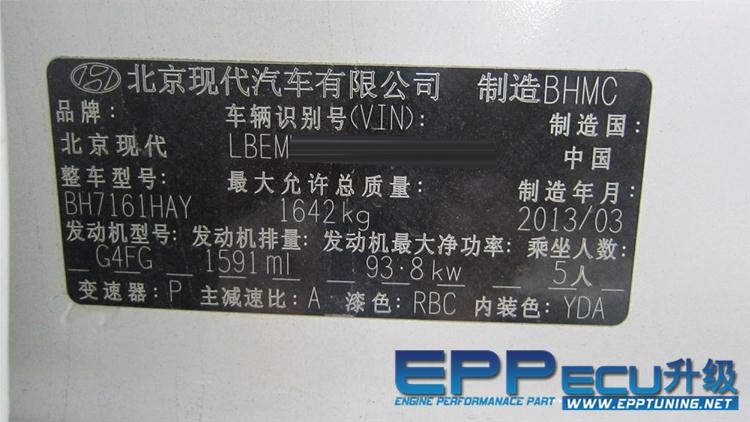 北京现代汽车有限公司 制造BHMC
品牌: 车辆识别号(VIN): 制造国:
北京现代 LBEM 中国
整车型号: 最大允许总质量: 制造年月:
BH7161HAY 1642kg 2013/03
发动机型号: 发动机排量: 发动机最大净功率: 乘坐人数:
G4FG 1591ml 93.8kw 5人
变速器: P 主减速比: A 漆色: RBC 内装色: YDA
EPPECU升级
ENGINE PERFORMANACE PART WWW.EPPTUNING.NET